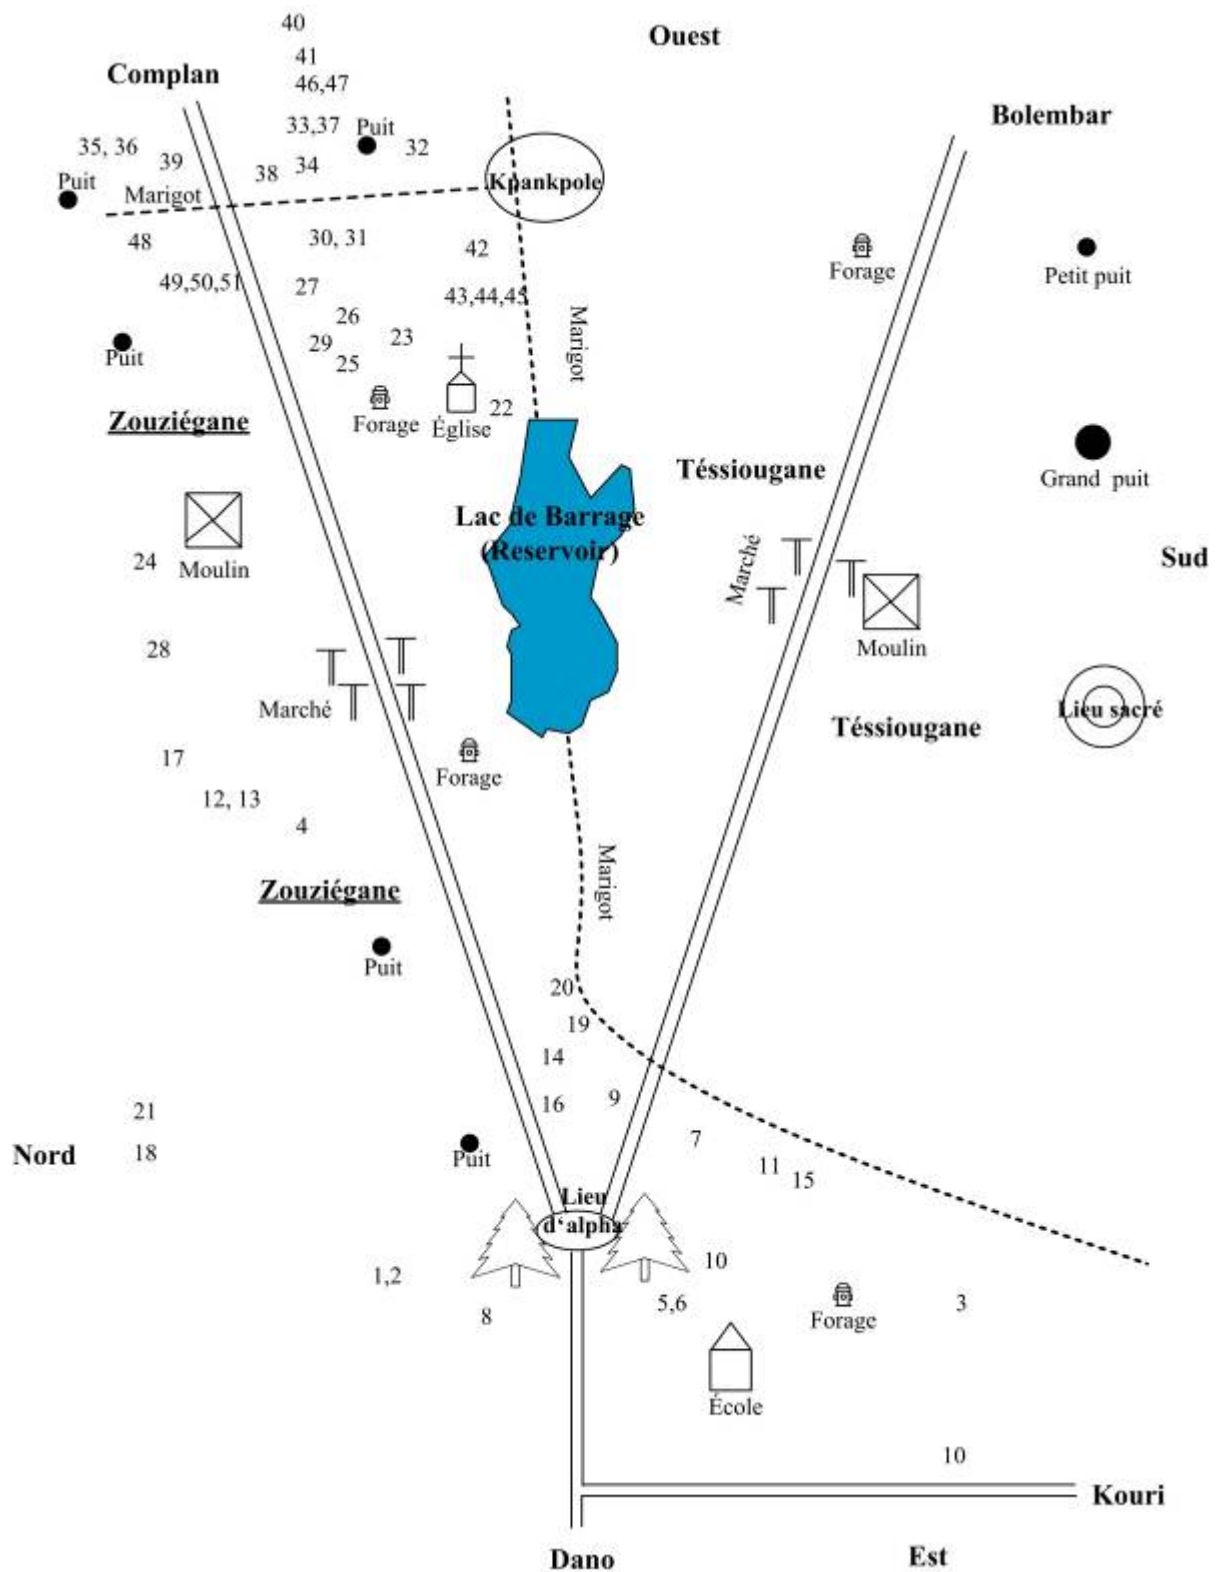 40
Ouest
41
Complan
46,47
Bolembar
33,37
Puit
35, 36
39
38
34
32
Puit
Marigot
Kpankpole
48
30, 31
42
Forage
Petit puit
49,50,51
27
43,44,45
26
Marigot
29
23
Puit
25
Zouziégane
Forage
Église
22
Téssiougane
Grand puit
Lac de Barrage
(Reservoir)
Marché
Sud
24
Moulin
28
Moulin
Marché
Lieu sacré
Téssiougane
17
Forage
12, 13
4
Marigot
Zouziégane
Puit
20
19
14
16
9
21
7
Nord
18
Puit
11
15
Lieu
d'alpha
10
1,2
5,6
3
8
Forage
École
10
Kouri
Dano
Est